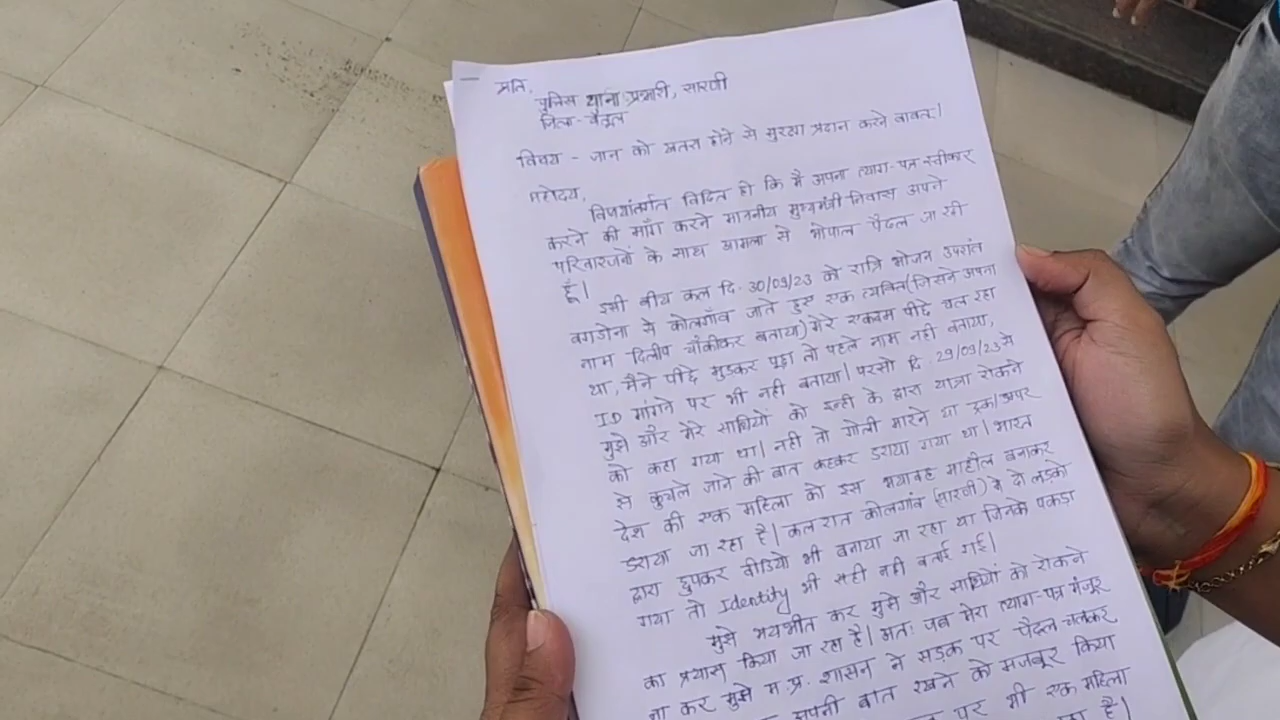 प्रति,
पुलिस थाना प्रभारी, सारणी
जिला- बैतूल
विषय - जान को खतरा होने से सुरक्षा प्रदान करने बाबत्।
महोदय,
विषयांतर्गत विदित हो कि मैं अपना त्याग-पत्र स्वीकार
करने की माँग करने माननीय मुख्यमंत्री निवास अपने
परिवारजनों के साथ आमला से भोपाल पैदल जा रही
हूँ।
इसी बीच कल दि. 30/09/23 को रात्रि भोजन उपरांत
बगडोना से कोलगाँव जाते हुए एक व्यक्ति(जिसने अपना
नाम दिलीप चौकीकर बताया) मेरे एकदम पीछे चल रहा
था, मैंने पीछे मुड़कर पूछा तो पहले नाम नही बताया,
ID मांगने पर भी नही बताया। परसो दि. 29/09/23 से
मुझे और मेरे साथियों को इन्ही के द्वारा यात्रा रोकने
को कहा गया था। नही तो गोली मारने या ट्रक/डंपर
से कुचले जाने की बात कहकर डराया गया था। भारत
देश की एक महिला को इस भयावह माहौल बनाकर
डराया जा रहा है। कल रात कोलगांव (सारणी) में दो लड़को
द्वारा छुपकर वीडियो भी बनाया जा रहा था जिनके पकड़ा
गया तो Identity भी सही नही बताई गई।
मुझे भयभीत कर मुझे और साथियों को रोकने
का प्रयास किया जा रहा है। अतः जब मेरा त्याग-पत्र मंजूर
ना कर मुझे म.प्र. शासन ने सड़क पर पैदल चलकर
अपनी बात रखने को मजबूर किया
पर भी एक महिला
है।